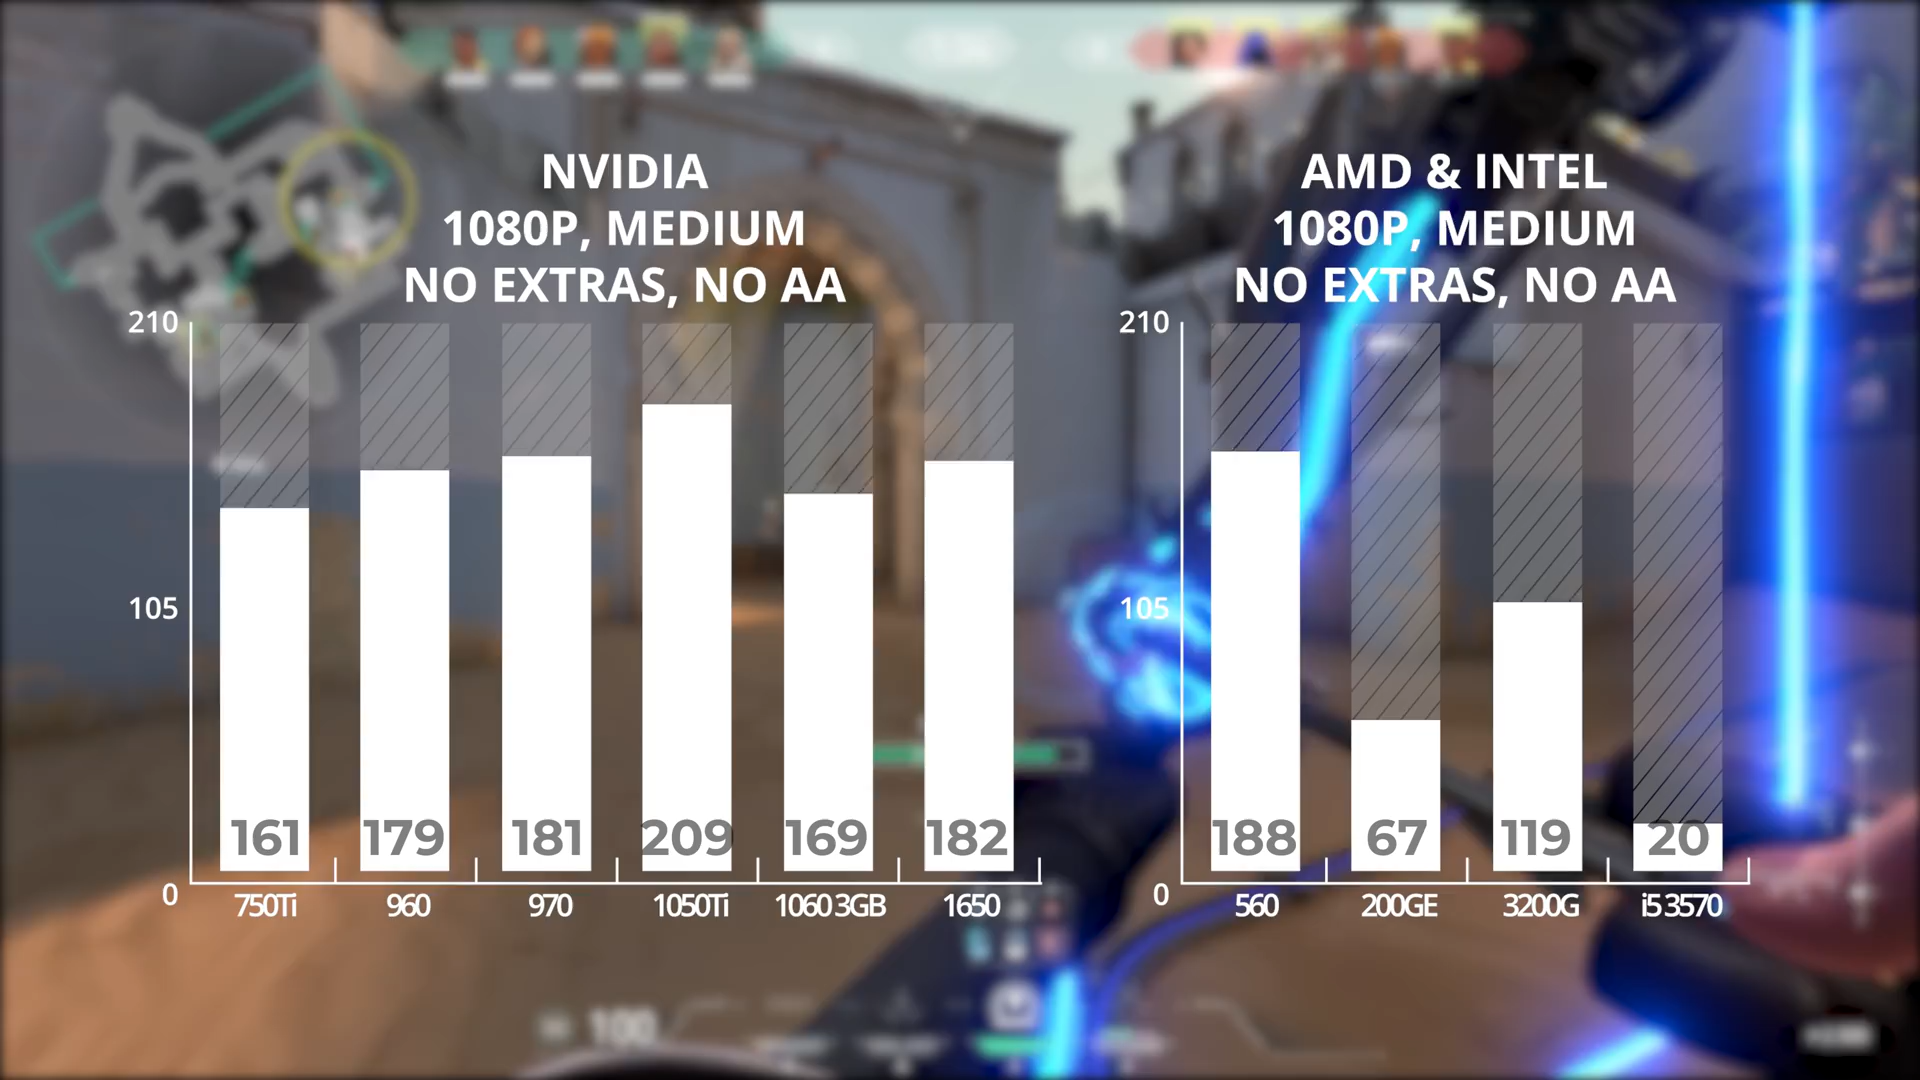 NVIDIA
1080P, MEDIUM
NO EXTRAS, NO AA
210
105
0
161 179 181 209 169 182
750Ti 960 970 1050Ti 1060 3GB 1650
AMD & INTEL
1080P, MEDIUM
NO EXTRAS, NO AA
210
105
0
188 67 119 20
560 200GE 3200G i5 3570
100